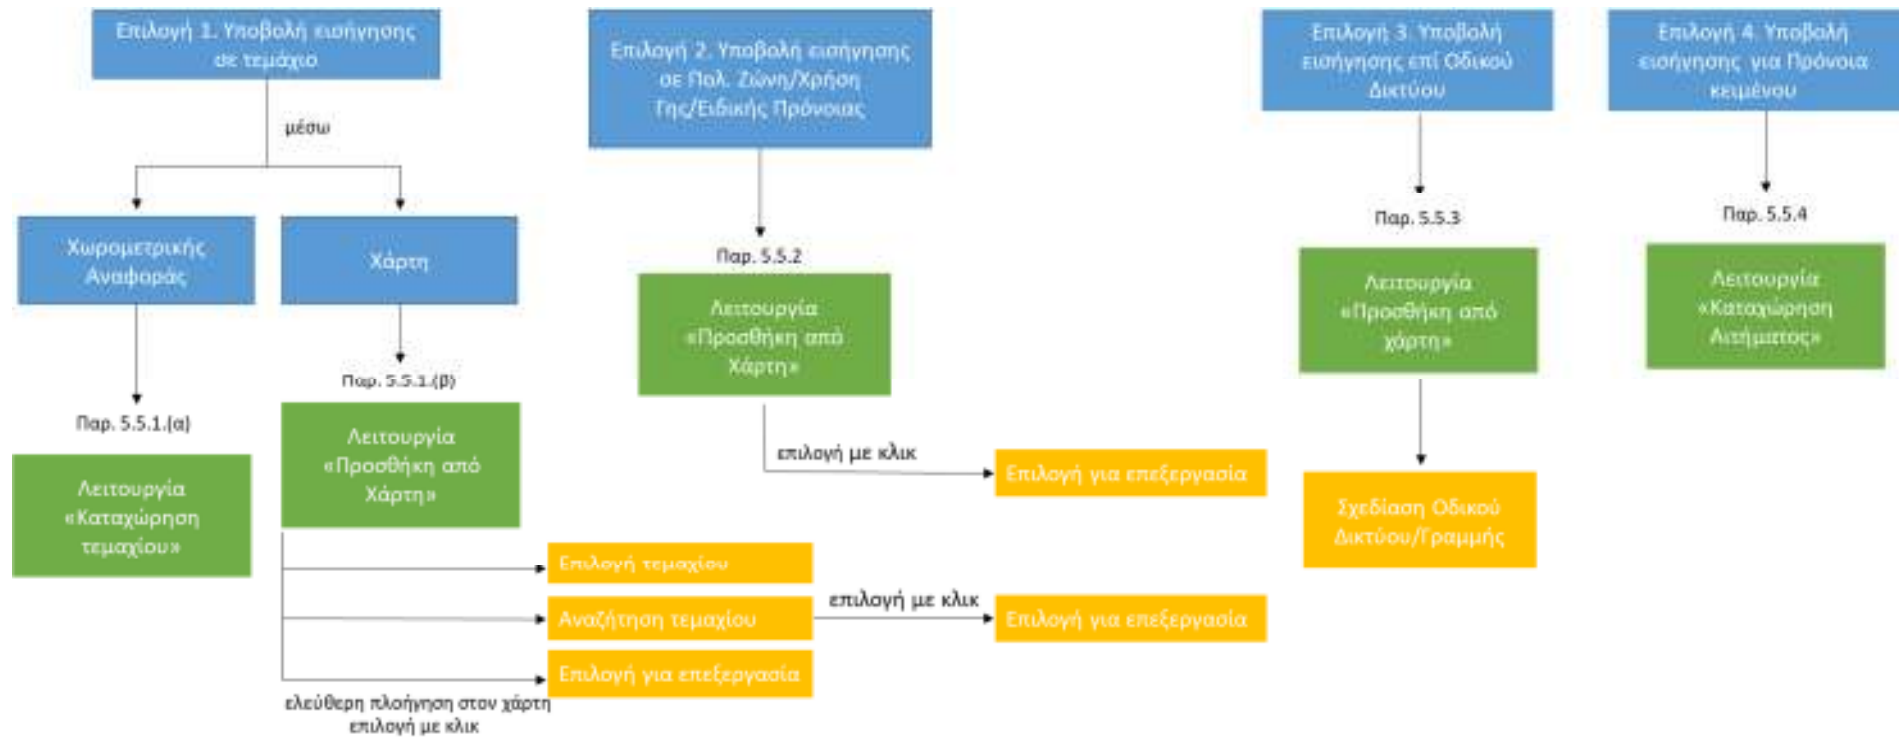 Επιλογή 1. Υποβολή εισήγησης
σε τεμάχιο
μέσω
Χωρομετρικής
Αναφοράς
Χάρτη
Παρ. 5.5.1.(α)
Λειτουργία
«Καταχώρηση
τεμαχίου»
Παρ. 5.5.1.(β)
Λειτουργία
«Προσθήκη από
Χάρτη»
Επιλογή τεμαχίου
Αναζήτηση τεμαχίου
επιλογή με κλικ
Επιλογή για επεξεργασία
Επιλογή για επεξεργασία
ελεύθερη πλοήγηση στον χάρτη
επιλογή με κλικ
Επιλογή 2. Υποβολή εισήγησης
σε Πολ. Ζώνη/Χρήση
Γης/Ειδικής Πρόνοιας
Παρ. 5.5.2
Λειτουργία
«Προσθήκη από
Χάρτη»
επιλογή με κλικ
Επιλογή για επεξεργασία
Επιλογή 3. Υποβολή
εισήγησης επί Οδικού
Δικτύου
Παρ. 5.5.3
Λειτουργία
«Προσθήκη από
χάρτη»
Σχεδίαση Οδικού
Δικτύου/Γραμμής
Επιλογή 4. Υποβολή
εισήγησης για Πρόνοια
κειμένου
Παρ. 5.5.4
Λειτουργία
«Καταχώρηση
Αιτήματος»